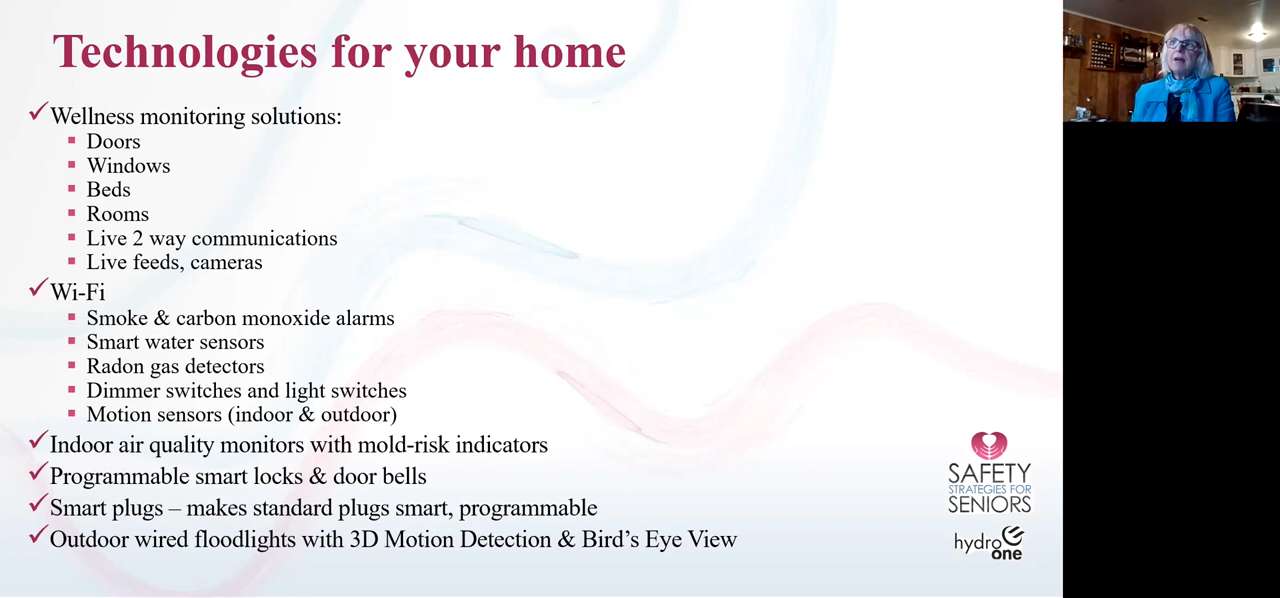 Technologies for your home
Wellness monitoring solutions:
Doors
Windows
Beds
Rooms
Live 2 way communications
Live feeds, cameras
Wi-Fi
Smoke & carbon monoxide alarms
Smart water sensors
Radon gas detectors
Dimmer switches and light switches
Motion sensors (indoor & outdoor)
Indoor air quality monitors with mold-risk indicators
Programmable smart locks & door bells
Smart plugs – makes standard plugs smart, programmable
Outdoor wired floodlights with 3D Motion Detection & Bird’s Eye View
SAFETY
STRATEGIES FOR
SENIORS
hydro
one